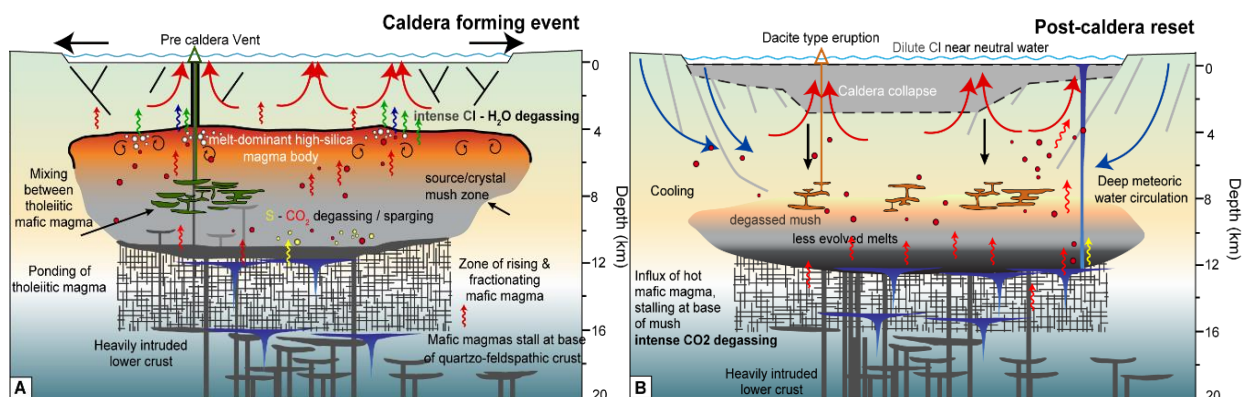 Caldera forming event
Pre caldera Vent
0
intense Cl - H₂O degassing
4
melt-dominant high-silica
magma body
Mixing
between
tholeiitic
mafic magma
source/crystal
mush zone
8
S - CO₂ degassing / sparging
Depth (km)
12
Ponding of
tholeiitic magma
Zone of rising &
fractionating
mafic magma
16
Heavily intruded
lower crust
Mafic magmas stall at base
of quartzo-feldspathic crust
20
A
Post-caldera reset
Dacite type eruption
Dilute Cl near neutral water
0
Caldera collapse
4
Cooling
Deep meteoric
water circulation
8
degassed mush
less evolved melts
Depth (km)
12
Influx of hot
mafic magma,
stalling at base
of mush
intense CO2 degassing
16
Heavily intruded
lower crust
20
B